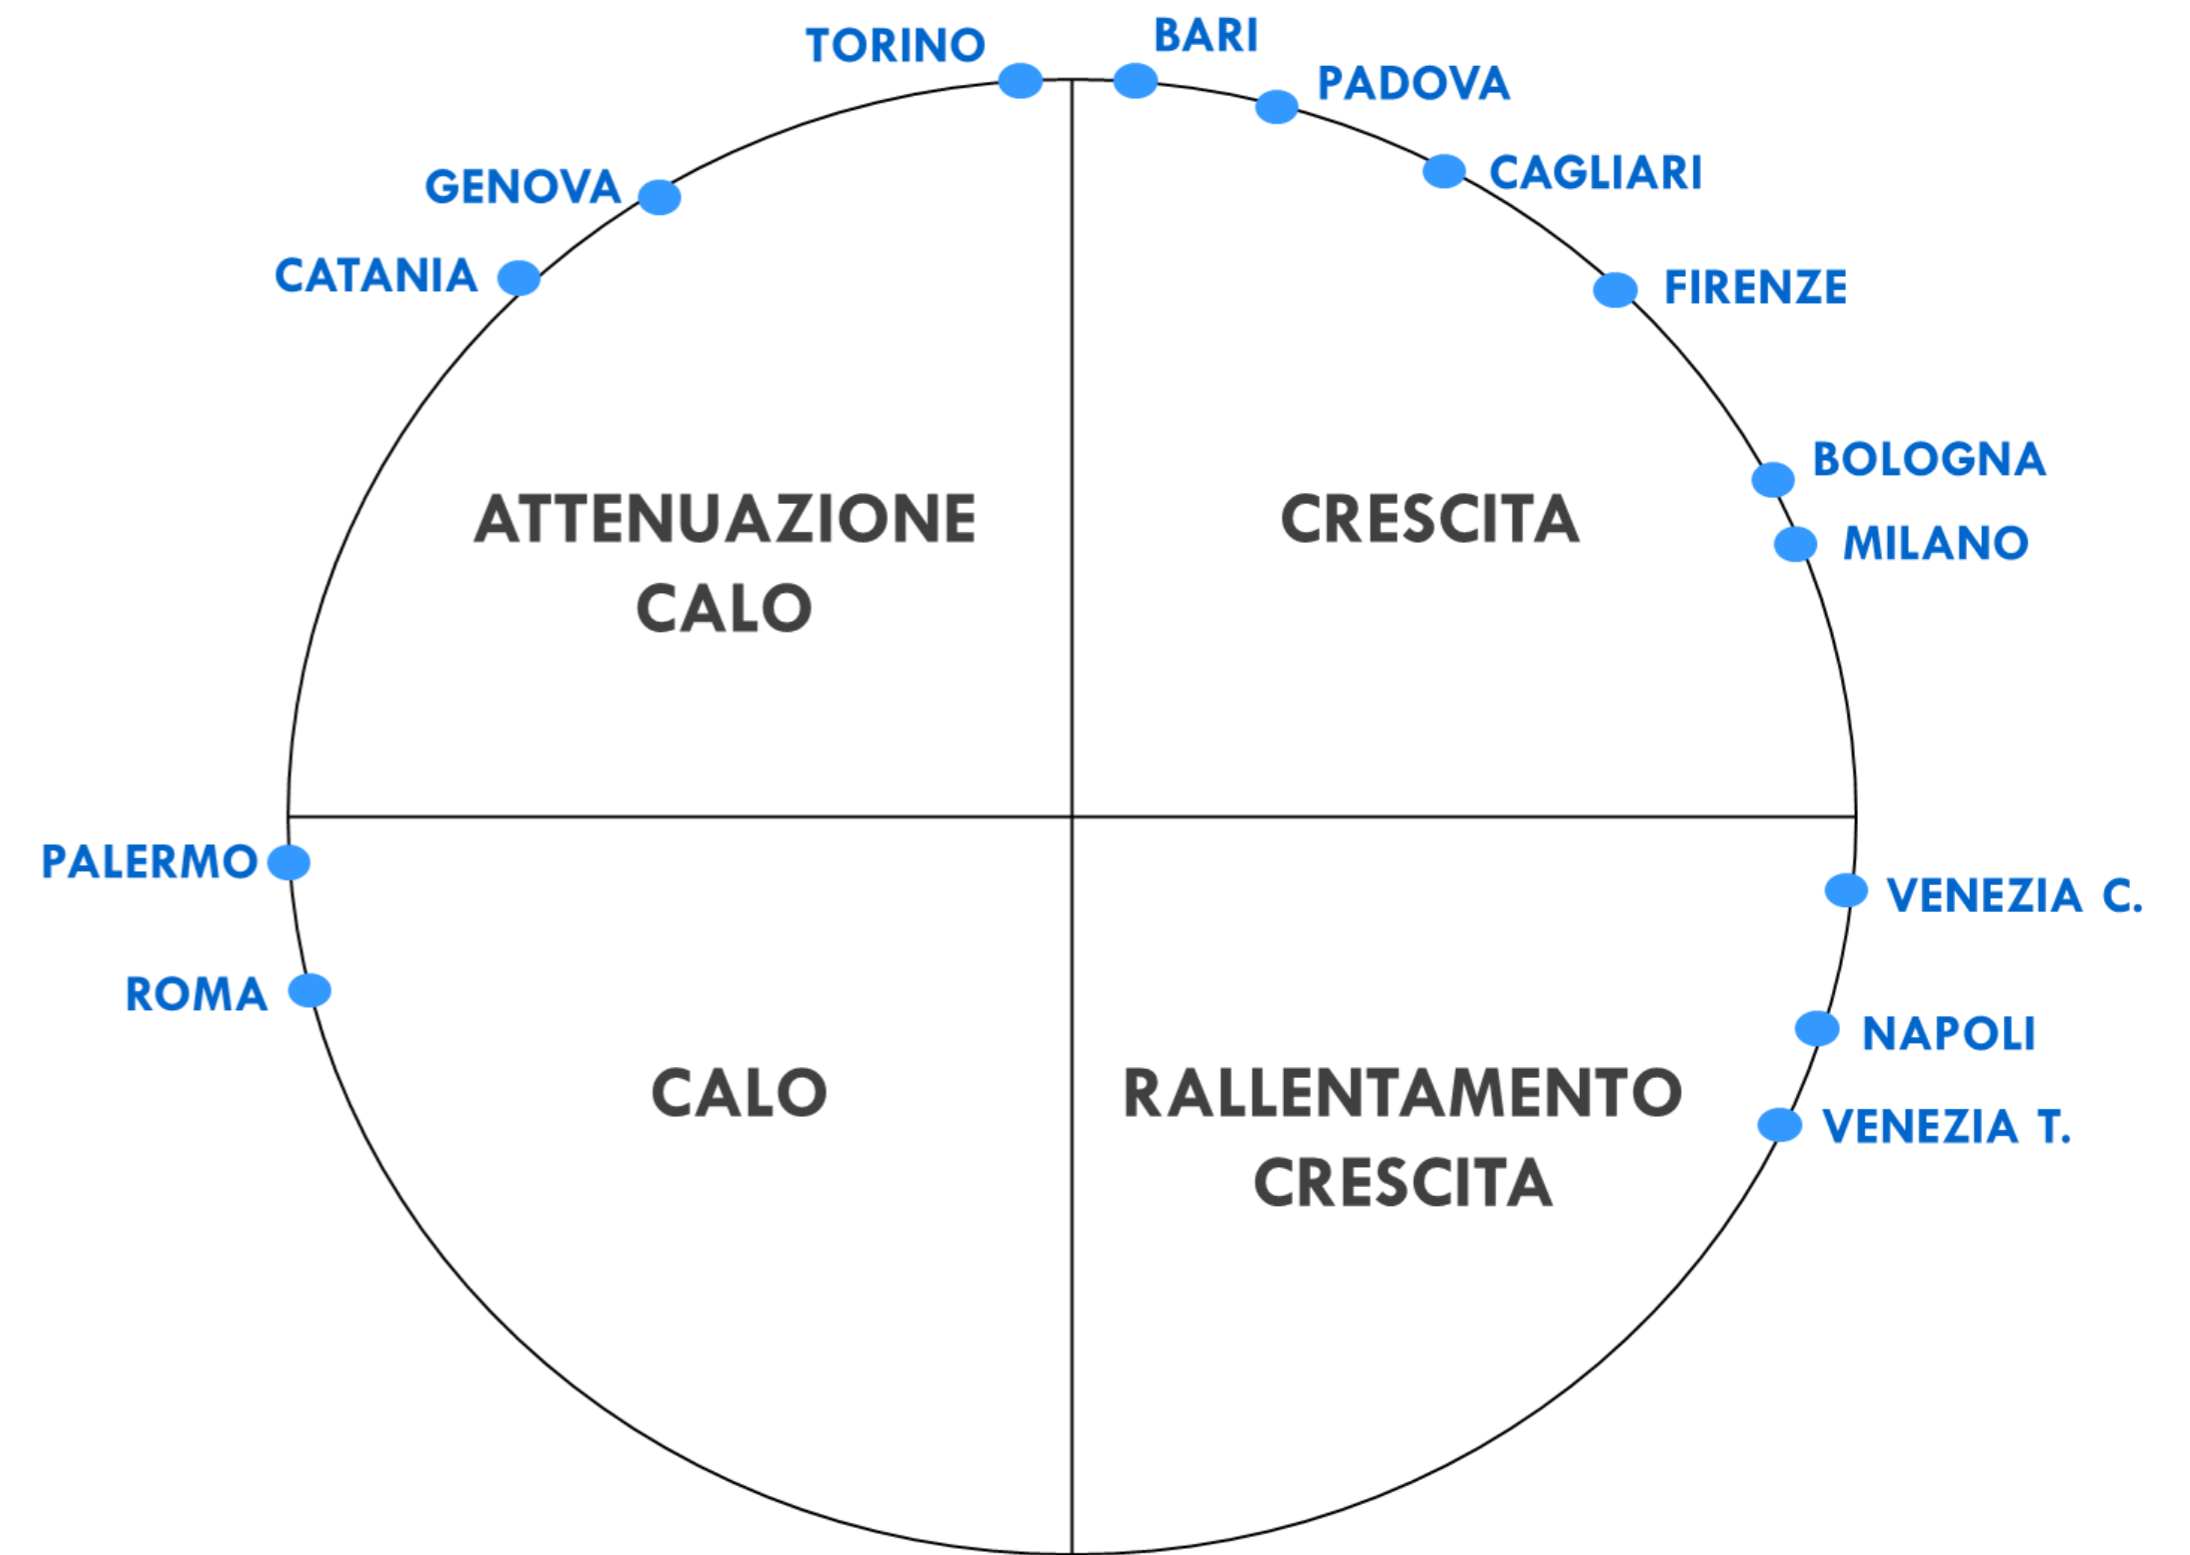 TORINO
BARI
PADOVA
CAGLIARI
GENOVA
CATANIA
FIRENZE
BOLOGNA
MILANO
ATTENUAZIONE
CALO
CRESCITA
PALERMO
ROMA
VENEZIA C.
NAPOLI
VENEZIA T.
CALO
RALLENTAMENTO
CRESCITA